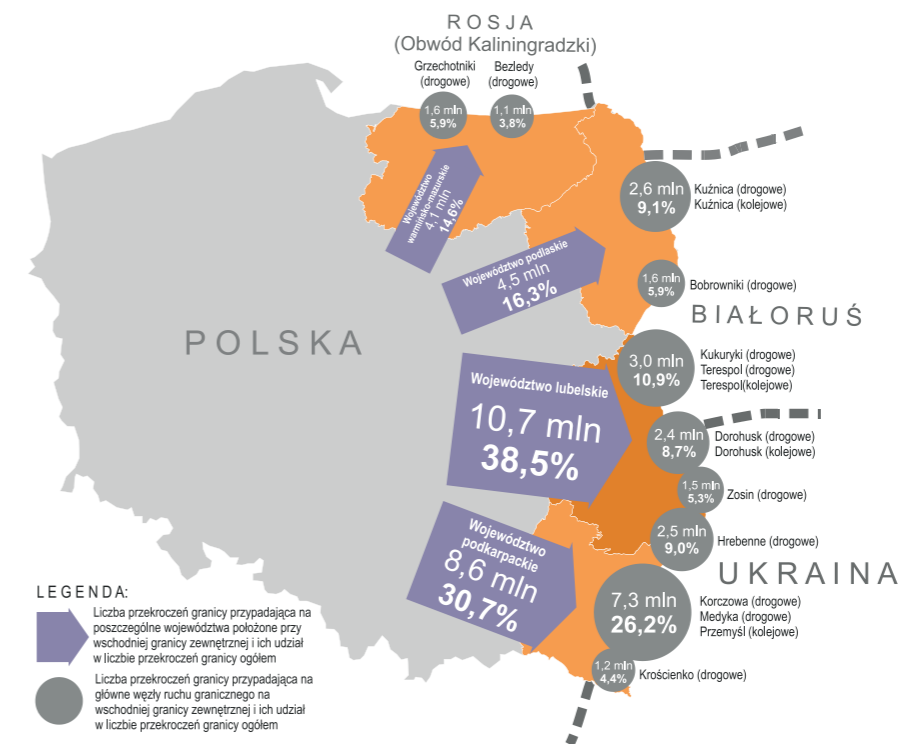 ROSJA
(Obwód Kaliningradzki)
Grzechotniki
(drogowe)
1,6 mln
5,9%
Bezledy
(drogowe)
1,1 mln
3,8%
Województwo
warmińsko-mazurskie
4,1 mln
14,6%
2,6 mln
9,1%
Kuźnica (drogowe)
Kuźnica (kolejowe)
Województwo podlaskie
4,5 mln
16,3%
1,6 mln
5,9%
Bobrowniki (drogowe)
BIAŁORUŚ
POLSKA
3,0 mln
10,9%
Kukuryki (drogowe)
Terespol (drogowe)
Terespol(kolejowe)
Województwo lubelskie
10,7 mln
38,5%
2,4 mln
8,7%
Dorohusk (drogowe)
Dorohusk (kolejowe)
1,5 mln
5,3%
Zosin (drogowe)
2,5 mln
9,0%
Hrebenne (drogowe)
Województwo
podkarpackie
8,6 mln
30,7%
UKRAINA
7,3 mln
26,2%
Korczowa (drogowe)
Medyka (drogowe)
Przemyśl (kolejowe)
1,2 mln
4,4%
Krościenko (drogowe)
LEGENDA:
Liczba przekroczeń granicy przypadająca na
poszczególne województwa położone przy
wschodniej granicy zewnętrznej i ich udział
w liczbie przekroczeń granicy ogółem
Liczba przekroczeń granicy przypadająca na
główne węzły ruchu granicznego na
wschodniej granicy zewnętrznej i ich udział
w liczbie przekroczeń granicy ogółem